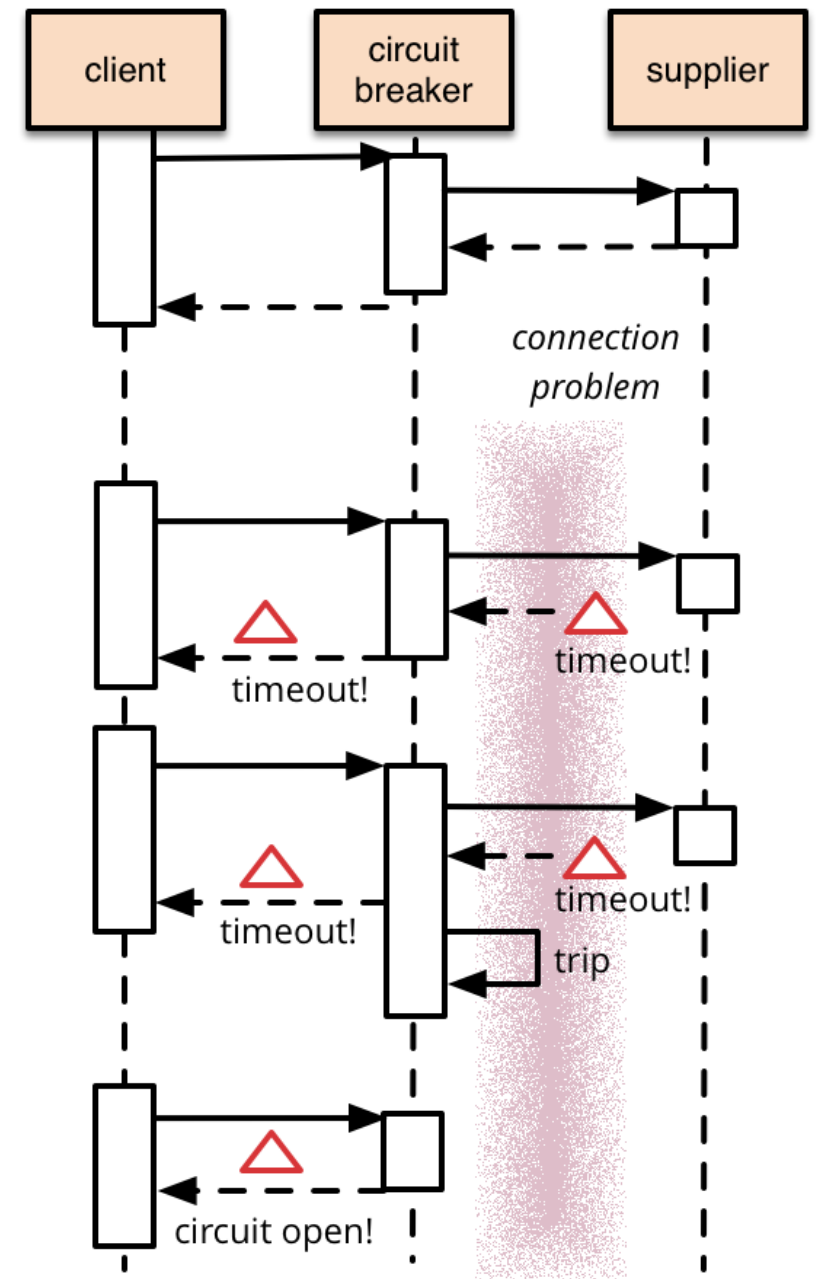 client
circuit
breaker
supplier
connection
problem
timeout!
timeout!
timeout!
timeout!
trip
circuit open!